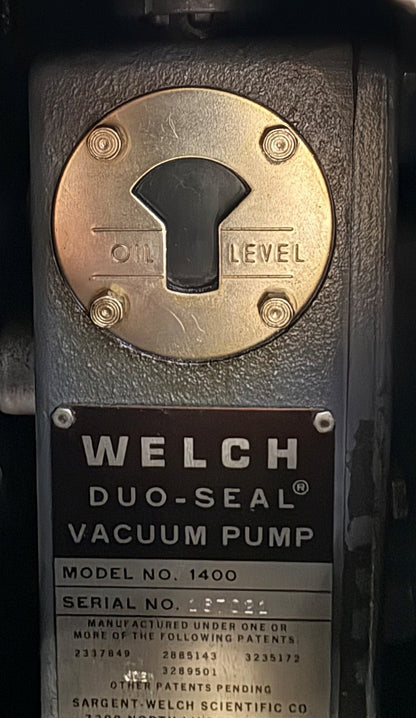 OIL LEVEL
WELCH
DUO-SEAL®
VACUUM PUMP
MODEL NO. 1400
SERIAL NO.
MANUFACTURED UNDER ONE OR
MORE OF THE FOLLOWING PATENTS
2337849 2885143 3235172
3289501
OTHER PATENTS PENDING
SARGENT-WELCH SCIENTIFIC CO